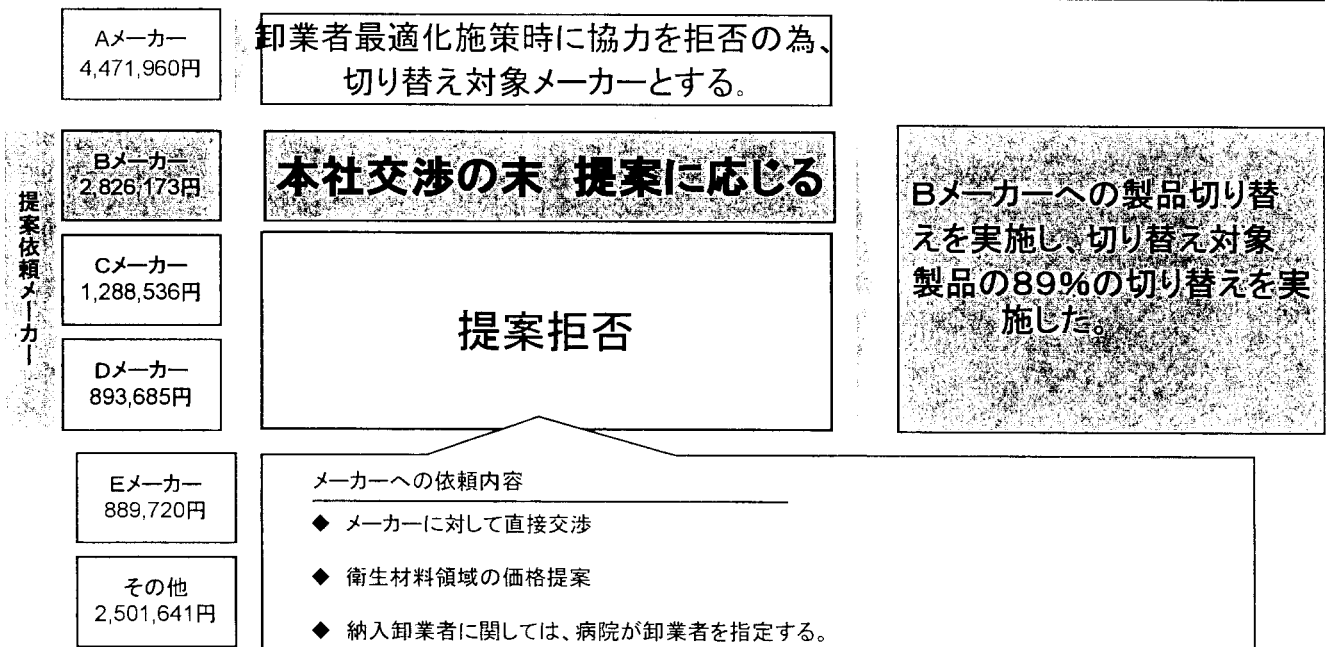 Aメーカー
4,471,960円
卸業者最適化施策時に協力を拒否の為、
切り替え対象メーカーとする。
提案依頼メーカー
Bメーカー
2,826,173円
本社交渉の末 提案に応じる
Bメーカーへの製品切り替
えを実施し、切り替え対象
製品の89%の切り替えを実
施した。
Cメーカー
1,288,536円
提案拒否
Dメーカー
893,685円
Eメーカー
889,720円
メーカーへの依頼内容
◆ メーカーに対して直接交渉
◆ 衛生材料領域の価格提案
その他
2,501,641円
◆ 納入卸業者に関しては、病院が卸業者を指定する。